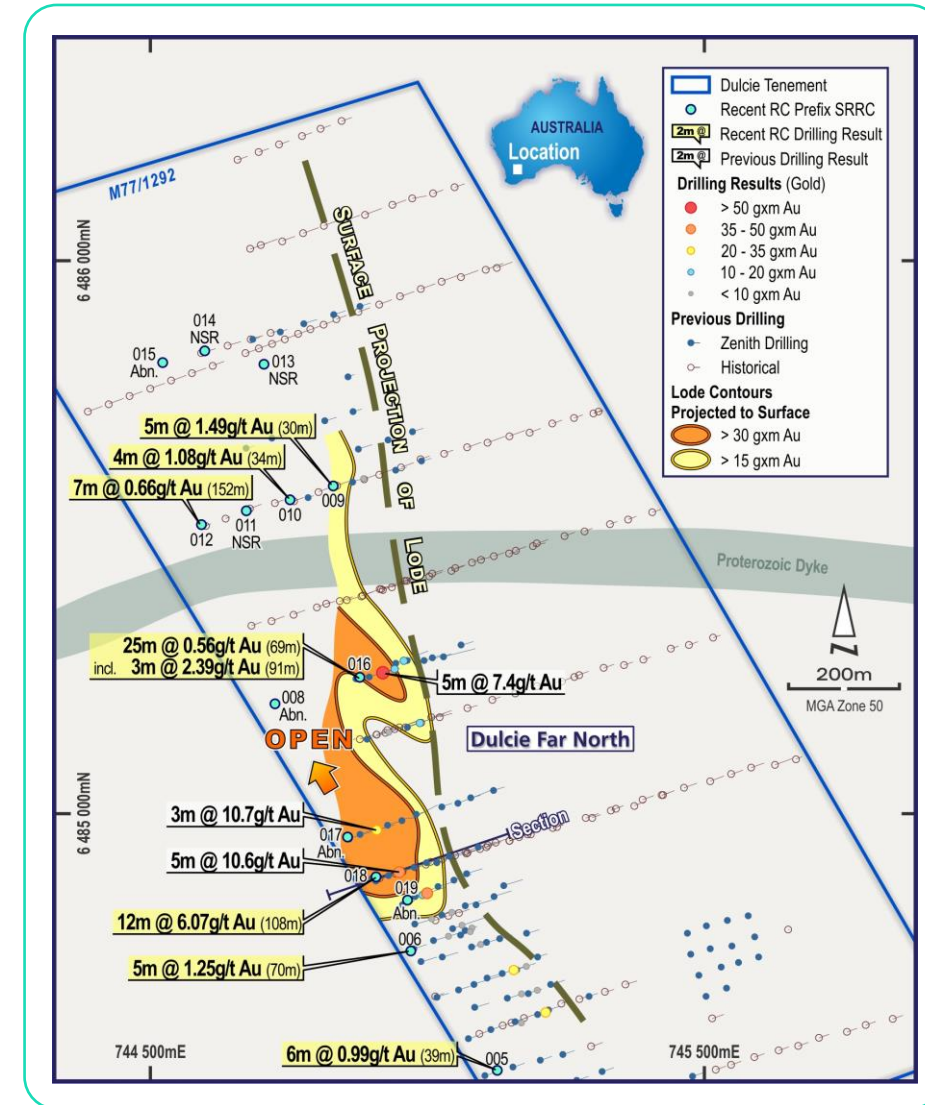 M77/1292
AUSTRALIA
Location
Dulcie Tenement
Recent RC Prefix SRRC
2m @ Recent RC Drilling Result
2m @ Previous Drilling Result
Drilling Results (Gold)
> 50 gxm Au
35 - 50 gxm Au
20 - 35 gxm Au
10 - 20 gxm Au
< 10 gxm Au
Previous Drilling
Zenith Drilling
Historical
Lode Contours
Projected to Surface
> 30 gxm Au
> 15 gxm Au
6 486 000mN
SURFACE PROJECTION OF LODE
014
NSR
015
Abn.
013
NSR
5m @ 1.49g/t Au (30m)
4m @ 1.08g/t Au (34m)
7m @ 0.66g/t Au (152m)
009
010
011
NSR
012
Proterozoic Dyke
N
200m
MGA Zone 50
25m @ 0.56g/t Au (69m)
incl. 3m @ 2.39g/t Au (91m)
016
5m @ 7.4g/t Au
008
Abn.
OPEN
Dulcie Far North
6 485 000mN
3m @ 10.7g/t Au
017
Abn.
Section
5m @ 10.6g/t Au
018
019
Abn.
12m @ 6.07g/t Au (108m)
006
5m @ 1.25g/t Au (70m)
6m @ 0.99g/t Au (39m)
005
744 500mE
745 500mE